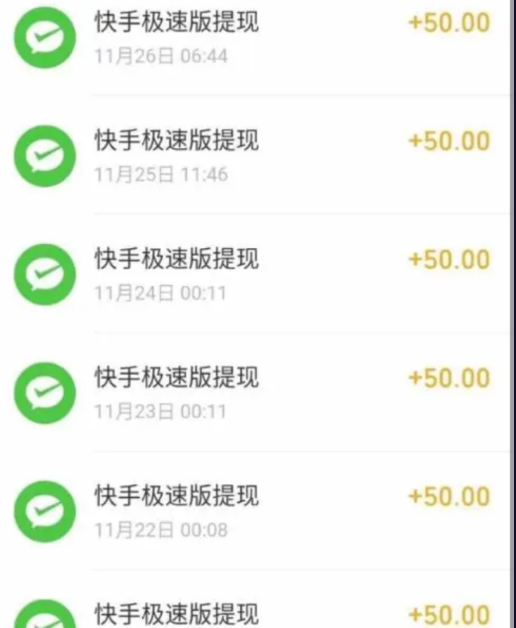 快手极速版提现
+50.00
11月26日 06:44
快手极速版提现
+50.00
11月25日 11:46
快手极速版提现
+50.00
11月24日 00:11
快手极速版提现
+50.00
11月23日 00:11
快手极速版提现
+50.00
11月22日 00:08
快手极速版提现
+50.00